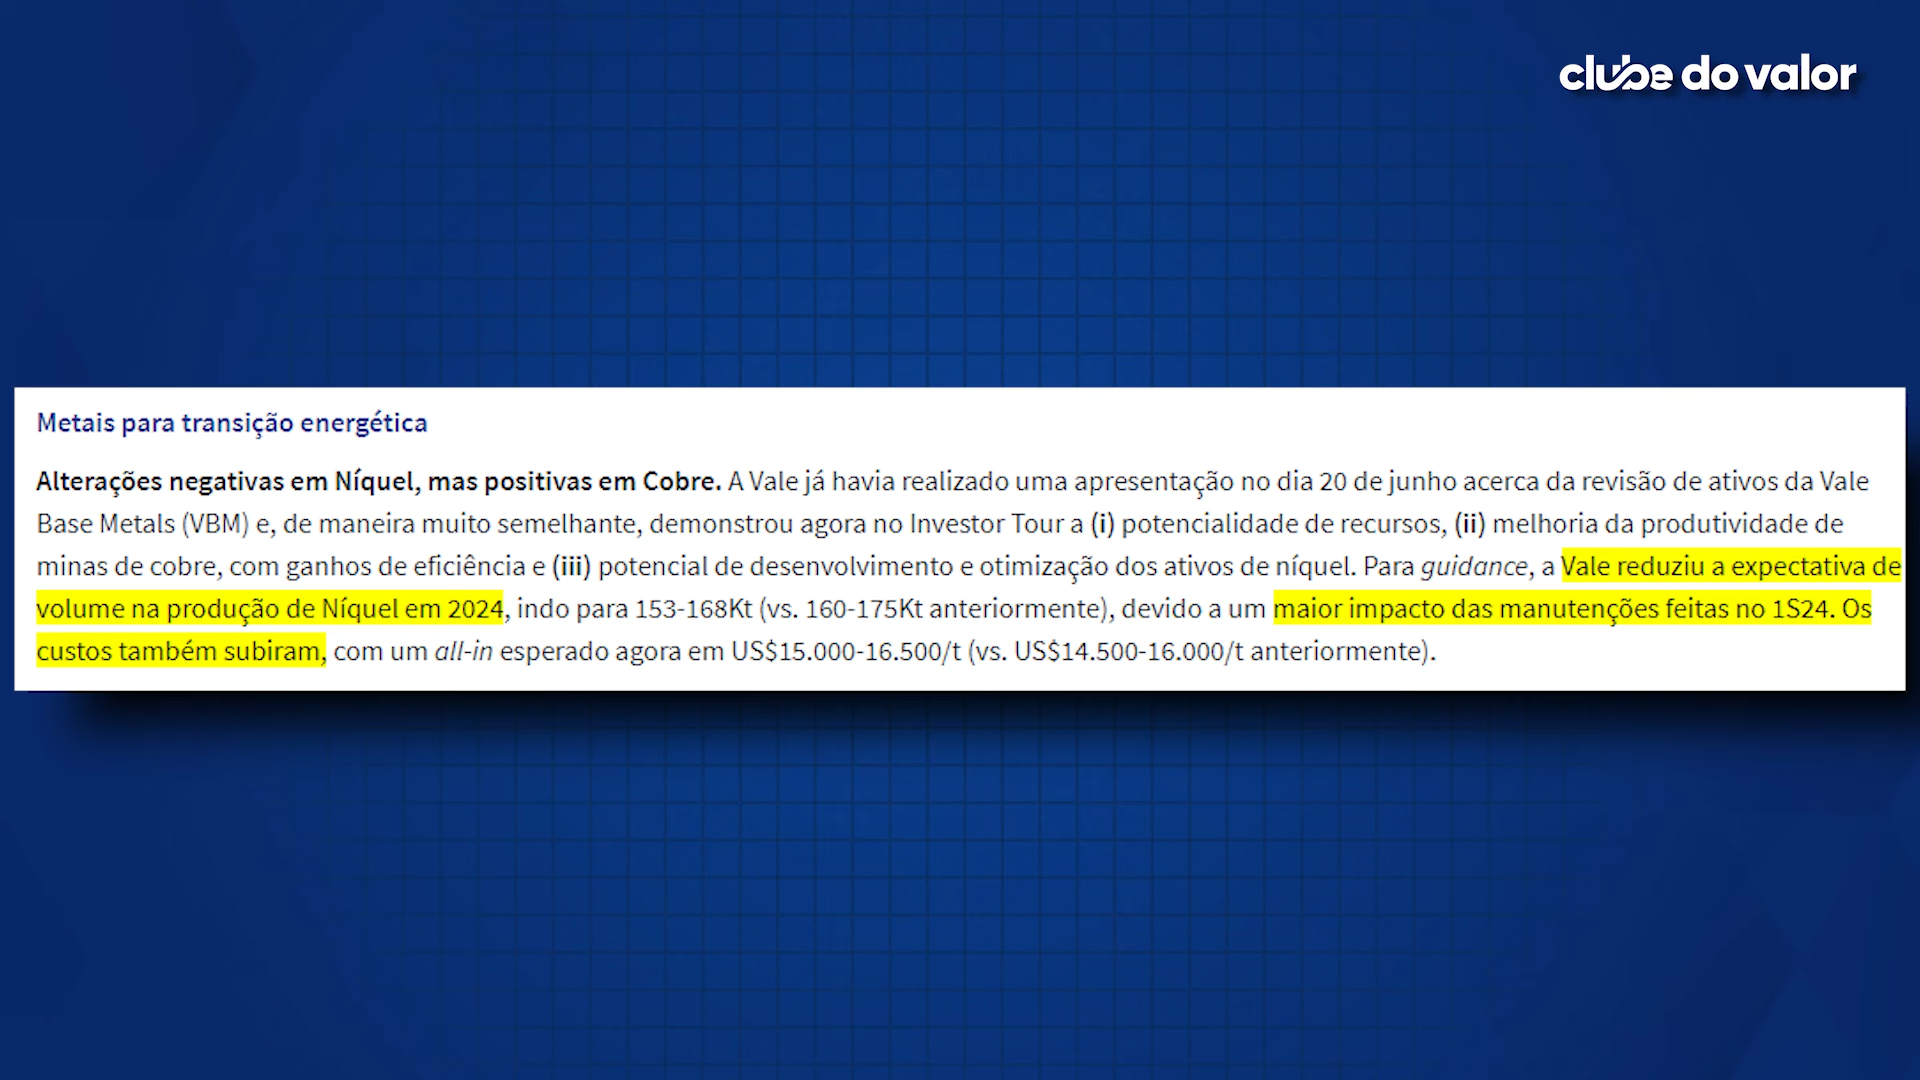 clube do valor
Metais para transição energética
Alterações negativas em Níquel, mas positivas em Cobre. A Vale já havia realizado uma apresentação no dia 20 de junho acerca da revisão de ativos da Vale
Base Metals (VBM) e, de maneira muito semelhante, demonstrou agora no Investor Tour a (i) potencialidade de recursos, (ii) melhoria da produtividade de
minas de cobre, com ganhos de eficiência e (iii) potencial de desenvolvimento e otimização dos ativos de níquel. Para guidance, a Vale reduziu a expectativa de
volume na produção de Níquel em 2024, indo para 153-168Kt (vs. 160-175Kt anteriormente), devido a um maior impacto das manutenções feitas no 1S24. Os
custos também subiram, com um all-in esperado agora em US$15.000-16.500/t (vs. US$14.500-16.000/t anteriormente).